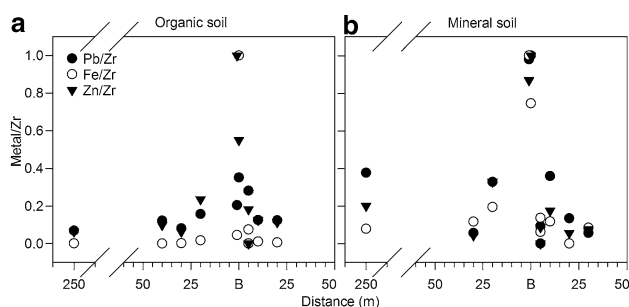 a Organic soil
b Mineral soil
Pb/Zr
Fe/Zr
Zn/Zr
Metal/Zr
1.0
0.8
0.6
0.4
0.2
0.0
250 50 25 B 25 50
250 50 25 B 25 50
Distance (m)